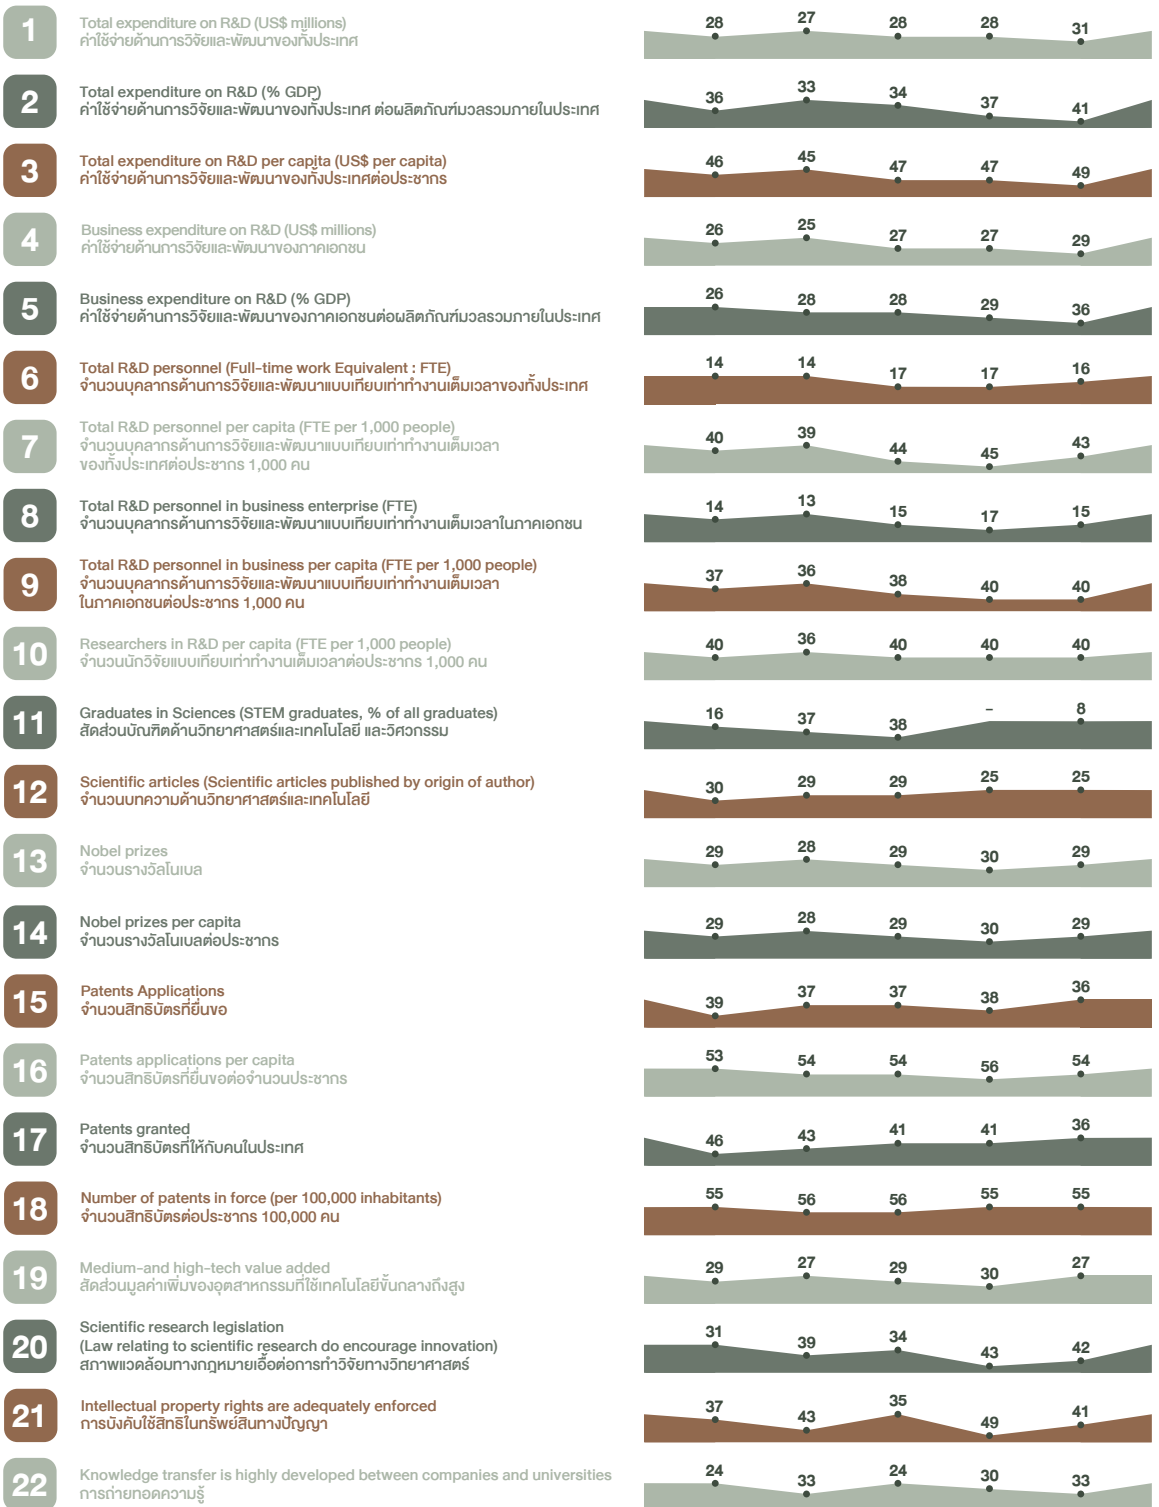 1
Total expenditure on R&D (US$ millions)
ค่าใช้จ่ายด้านการวิจัยและพัฒนาของทั้งประเทศ
28 27 28 28 31
2
Total expenditure on R&D (% GDP)
ค่าใช้จ่ายด้านการวิจัยและพัฒนาของทั้งประเทศ ต่อผลิตภัณฑ์มวลรวมภายในประเทศ
36 33 34 37 41
3
Total expenditure on R&D per capita (US$ per capita)
ค่าใช้จ่ายด้านการวิจัยและพัฒนาของทั้งประเทศต่อประชากร
46 45 47 47 49
4
Business expenditure on R&D (US$ millions)
ค่าใช้จ่ายด้านการวิจัยและพัฒนาของภาคเอกชน
26 25 27 27 29
5
Business expenditure on R&D (% GDP)
ค่าใช้จ่ายด้านการวิจัยและพัฒนาของภาคเอกชนต่อผลิตภัณฑ์มวลรวมภายในประเทศ
26 28 28 29 36
6
Total R&D personnel (Full-time work Equivalent : FTE)
จำนวนบุคลากรด้านการวิจัยและพัฒนาแบบเทียบเท่าทำงานเต็มเวลาของทั้งประเทศ
14 14 17 17 16
7
Total R&D personnel per capita (FTE per 1,000 people)
จำนวนบุคลากรด้านการวิจัยและพัฒนาแบบเทียบเท่าทำงานเต็มเวลา
ของทั้งประเทศต่อประชากร 1,000 คน
40 39 44 45 43
8
Total R&D personnel in business enterprise (FTE)
จำนวนบุคลากรด้านการวิจัยและพัฒนาแบบเทียบเท่าทำงานเต็มเวลาในภาคเอกชน
14 13 15 17 15
9
Total R&D personnel in business per capita (FTE per 1,000 people)
จำนวนบุคลากรด้านการวิจัยและพัฒนาแบบเทียบเท่าทำงานเต็มเวลา
ในภาคเอกชนต่อประชากร 1,000 คน
37 36 38 40 40
10
Researchers in R&D per capita (FTE per 1,000 people)
จำนวนนักวิจัยแบบเทียบเท่าทำงานเต็มเวลาต่อประชากร 1,000 คน
40 36 40 40 40
11
Graduates in Sciences (STEM graduates, % of all graduates)
สัดส่วนบัณฑิตด้านวิทยาศาสตร์และเทคโนโลยี และวิศวกรรม
16 37 38 – 8
12
Scientific articles (Scientific articles published by origin of author)
จำนวนบทความด้านวิทยาศาสตร์และเทคโนโลยี
30 29 29 25 25
13
Nobel prizes
จำนวนรางวัลโนเบล
29 28 29 30 29
14
Nobel prizes per capita
จำนวนรางวัลโนเบลต่อประชากร
29 28 29 30 29
15
Patents Applications
จำนวนสิทธิบัตรที่ยื่นขอ
39 37 37 38 36
16
Patents applications per capita
จำนวนสิทธิบัตรที่ยื่นขอต่อจำนวนประชากร
53 54 54 56 54
17
Patents granted
จำนวนสิทธิบัตรที่ให้กับคนในประเทศ
46 43 41 41 36
18
Number of patents in force (per 100,000 inhabitants)
จำนวนสิทธิบัตรต่อประชากร 100,000 คน
55 56 56 55 55
19
Medium-and high-tech value added
สัดส่วนมูลค่าเพิ่มของอุตสาหกรรมที่ใช้เทคโนโลยีขั้นกลางถึงสูง
29 27 29 30 27
20
Scientific research legislation
(Law relating to scientific research do encourage innovation)
สภาพแวดล้อมทางกฎหมายเอื้อต่อการทำวิจัยทางวิทยาศาสตร์
31 39 34 43 42
21
Intellectual property rights are adequately enforced
การบังคับใช้สิทธิในทรัพย์สินทางปัญญา
37 43 35 49 41
22
Knowledge transfer is highly developed between companies and universities
การถ่ายทอดความรู้
24 33 24 30 33